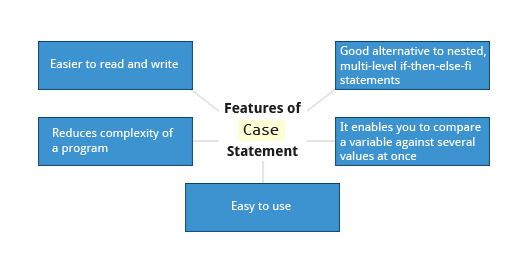 Easier to read and write
Good alternative to nested,
multi-level if-then-else-fi
statements
Features of
Case
Statement
Reduces complexity of
a program
It enables you to compare
a variable against several
values at once
Easy to use